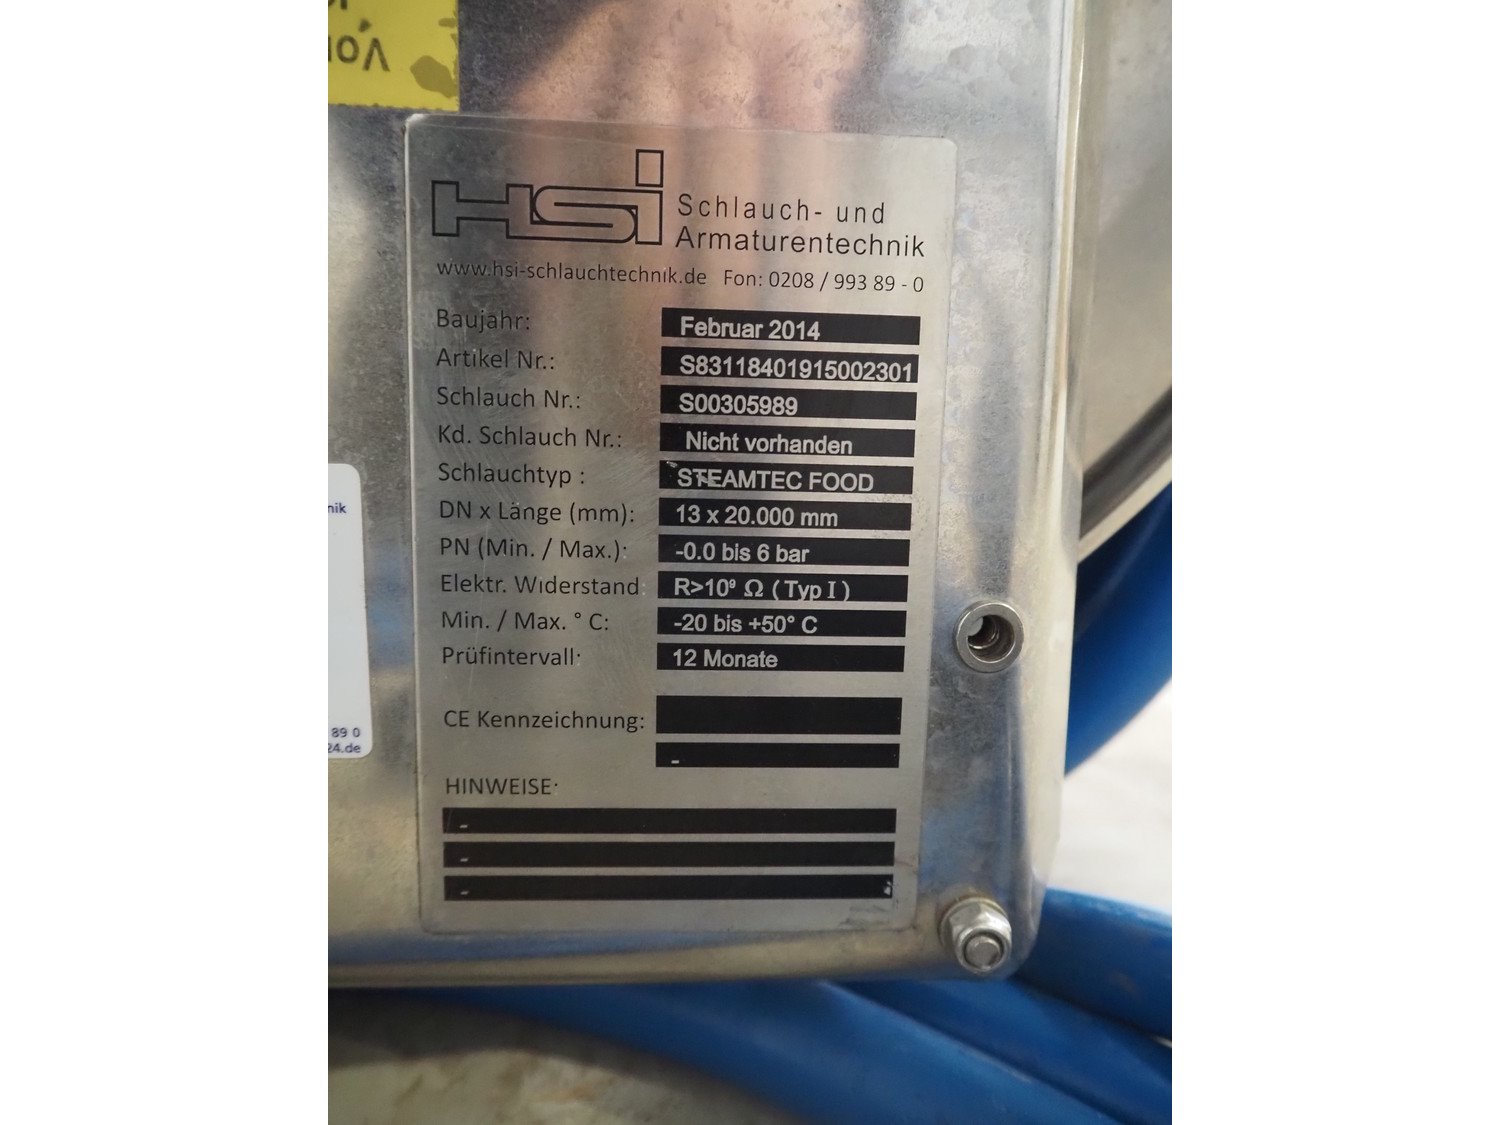 hsi Schlauch- und
Armaturentechnik
www.hsi-schlauchtechnik.de Fon: 0208 / 993 89 - 0
Baujahr: Februar 2014
Artikel Nr.: S83118401915002301
Schlauch Nr.: S00305989
Kd. Schlauch Nr.: Nicht vorhanden
Schlauchtyp : STEAMTEC FOOD
DN x Länge (mm): 13 x 20.000 mm
PN (Min. / Max.): -0.0 bis 6 bar
Elektr. Widerstand: R>10⁹ Ω ( Typ I )
Min. / Max. ° C: -20 bis +50° C
Prüfintervall: 12 Monate
CE Kennzeichnung:
-
HINWEISE:
-
-
-
nik
89 0
24.de